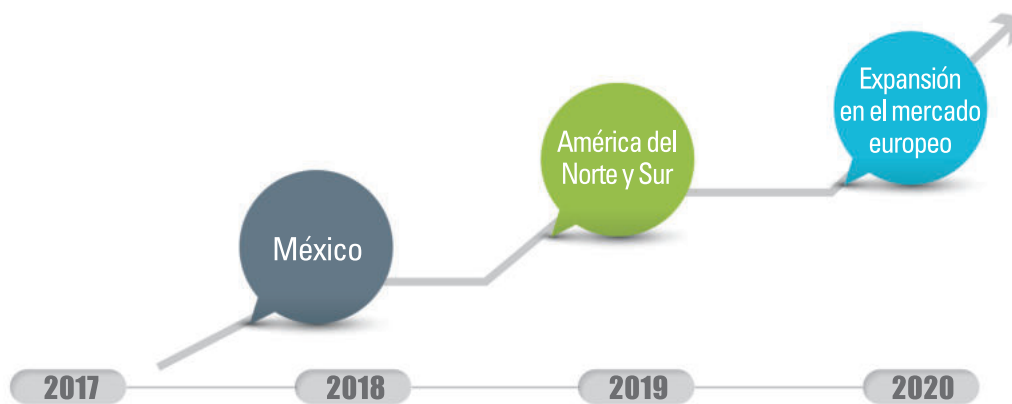 Expansión
en el mercado
europeo
América del
Norte y Sur
México
2017
2018
2019
2020